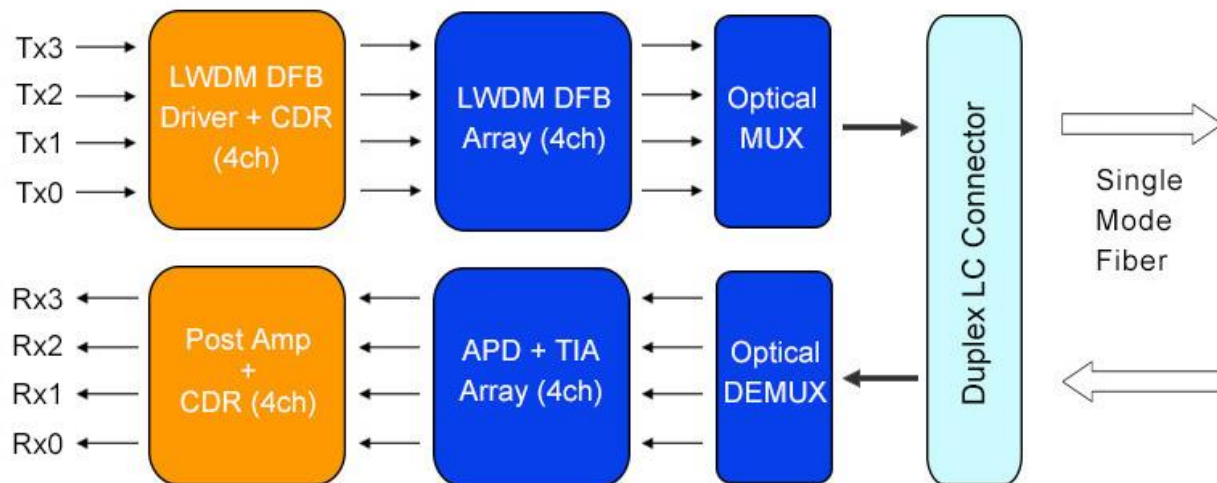 Tx3
Tx2
Tx1
Tx0
LWDM DFB
Driver + CDR
(4ch)
LWDM DFB
Array (4ch)
Optical
MUX
Duplex LC Connector
Single
Mode
Fiber
Rx3
Rx2
Rx1
Rx0
Post Amp
+
CDR (4ch)
APD + TIA
Array (4ch)
Optical
DEMUX